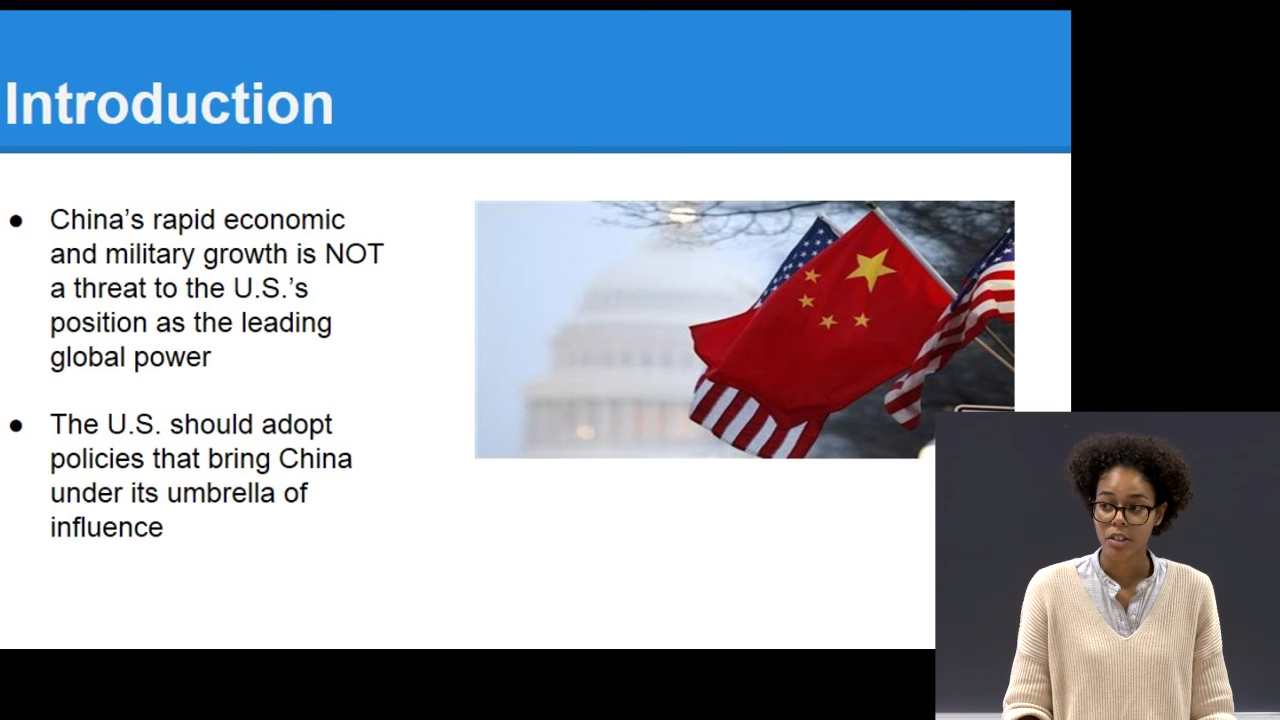 Introduction
● China’s rapid economic
and military growth is NOT
a threat to the U.S.’s
position as the leading
global power
● The U.S. should adopt
policies that bring China
under its umbrella of
influence